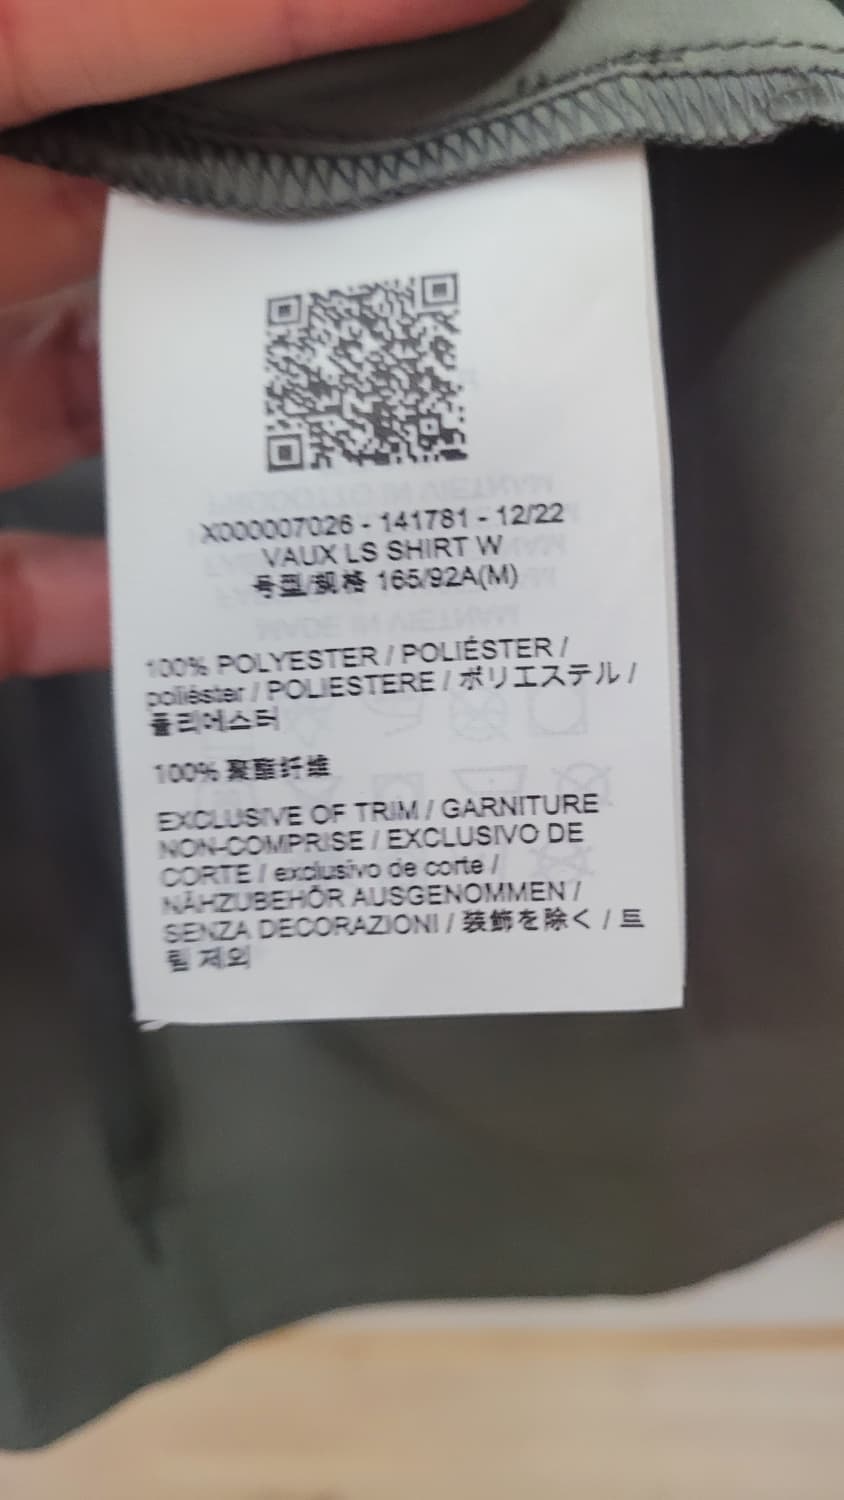 X000007026 - 141781 - 12/22
VAUX LS SHIRT W
号型/规格 165/92A(M)
100% POLYESTER / POLIÉSTER /
poliéster / POLIESTERE / ポリエステル /
폴리에스터
100% 聚酯纤维
EXCLUSIVE OF TRIM / GARNITURE
NON-COMPRISE / EXCLUSIVO DE
CORTE / exclusivo de corte /
NÄHZUBEHÖR AUSGENOMMEN /
SENZA DECORAZIONI / 装飾を除く / 트
림 제외